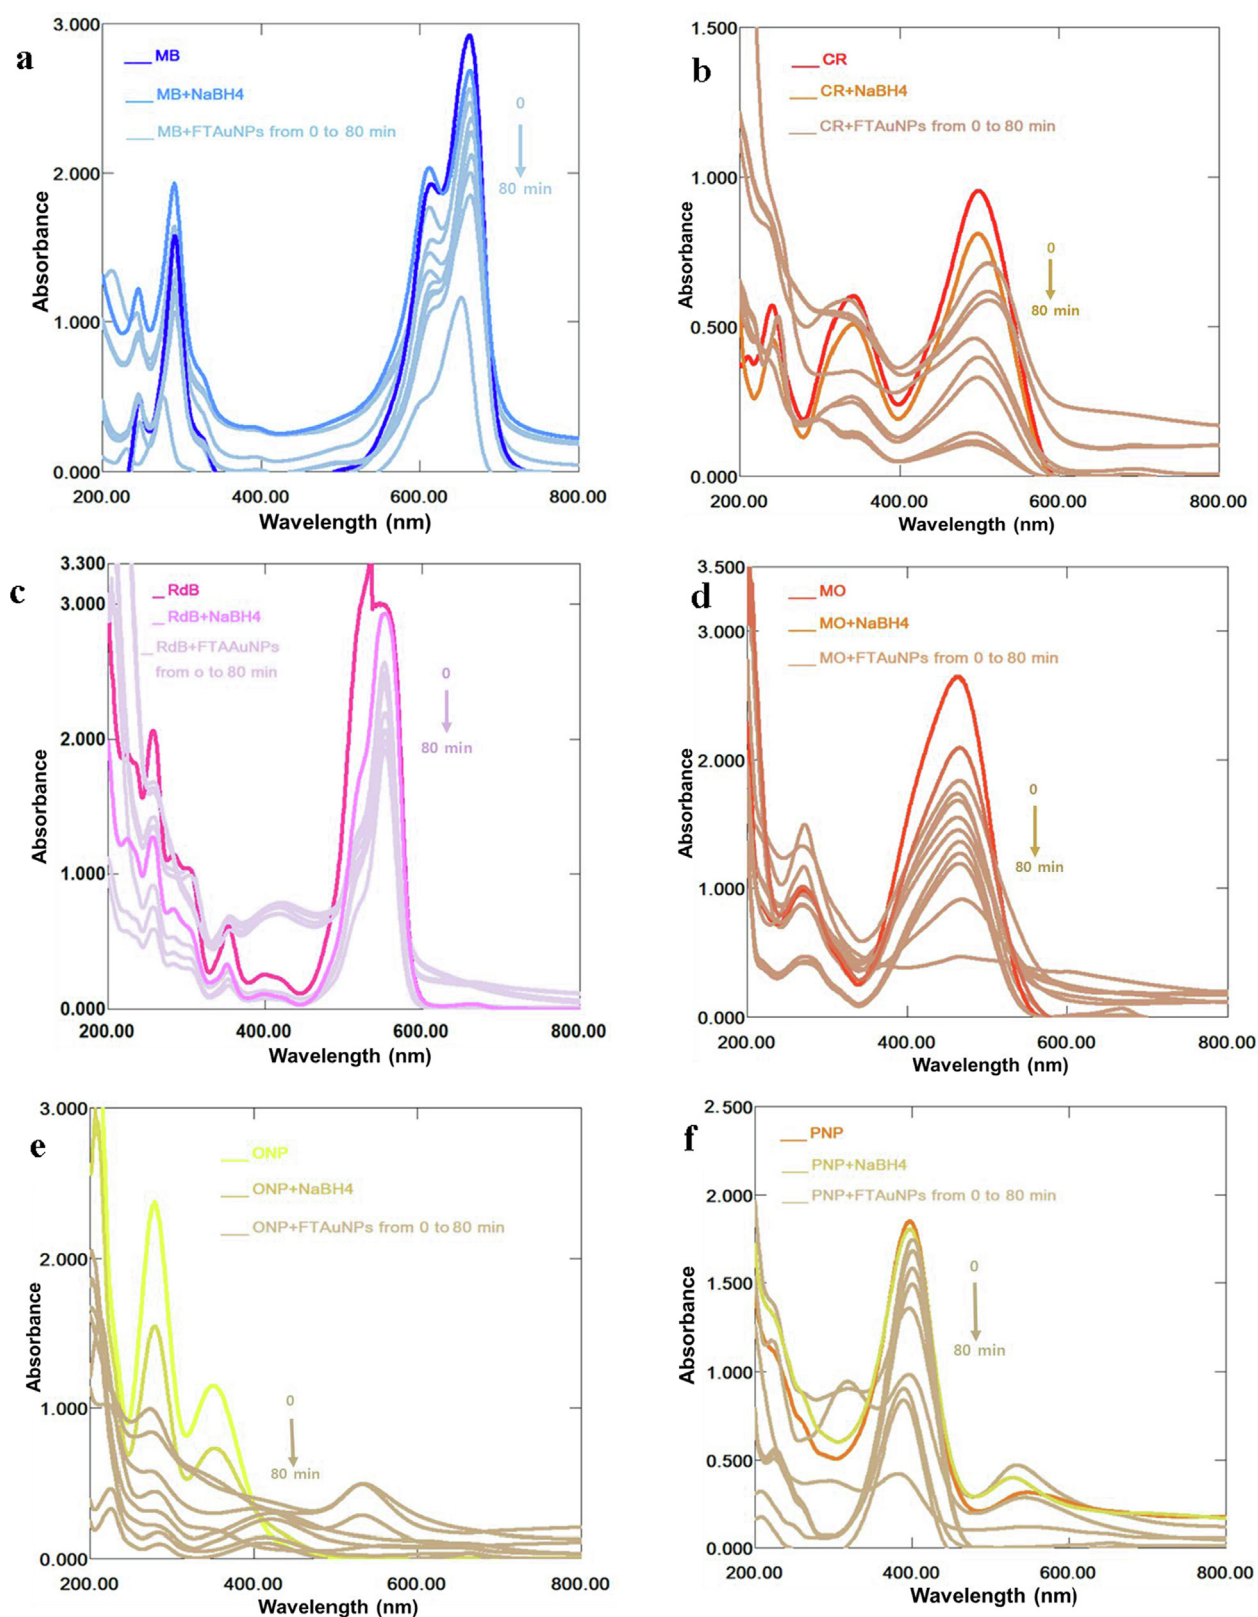 a
3.000
MB
MB+NaBH4
MB+FTAuNPs from 0 to 80 min
0
80 min
2.000
1.000
0.000
Absorbance
200.00 400.00 600.00 800.00
Wavelength (nm)
b
1.500
CR
CR+NaBH4
CR+FTAuNPs from 0 to 80 min
1.000
0
80 min
0.500
0.000
Absorbance
200.00 400.00 600.00 800.00
Wavelength (nm)
c
3.300
3.000
RdB
RdB+NaBH4
RdB+FTAAuNPs
from o to 80 min
0
80 min
2.000
1.000
0.000
Absorbance
200.00 400.00 600.00 800.00
Wavelength (nm)
d
3.500
MO
3.000
MO+NaBH4
MO+FTAuNPs from 0 to 80 min
2.000
0
80 min
1.000
0.000
Absorbance
200.00 400.00 600.00 800.00
Wavelength (nm)
e
3.000
ONP
ONP+NaBH4
ONP+FTAuNPs from 0 to 80 min
2.000
0
80 min
1.000
0.000
Absorbance
200.00 400.00 600.00 800.00
Wavelength (nm)
f
2.500
PNP
PNP+NaBH4
PNP+FTAuNPs from 0 to 80 min
2.000
0
80 min
1.500
1.000
0.500
0.000
Absorbance
200.00 400.00 600.00 800.00
Wavelength (nm)